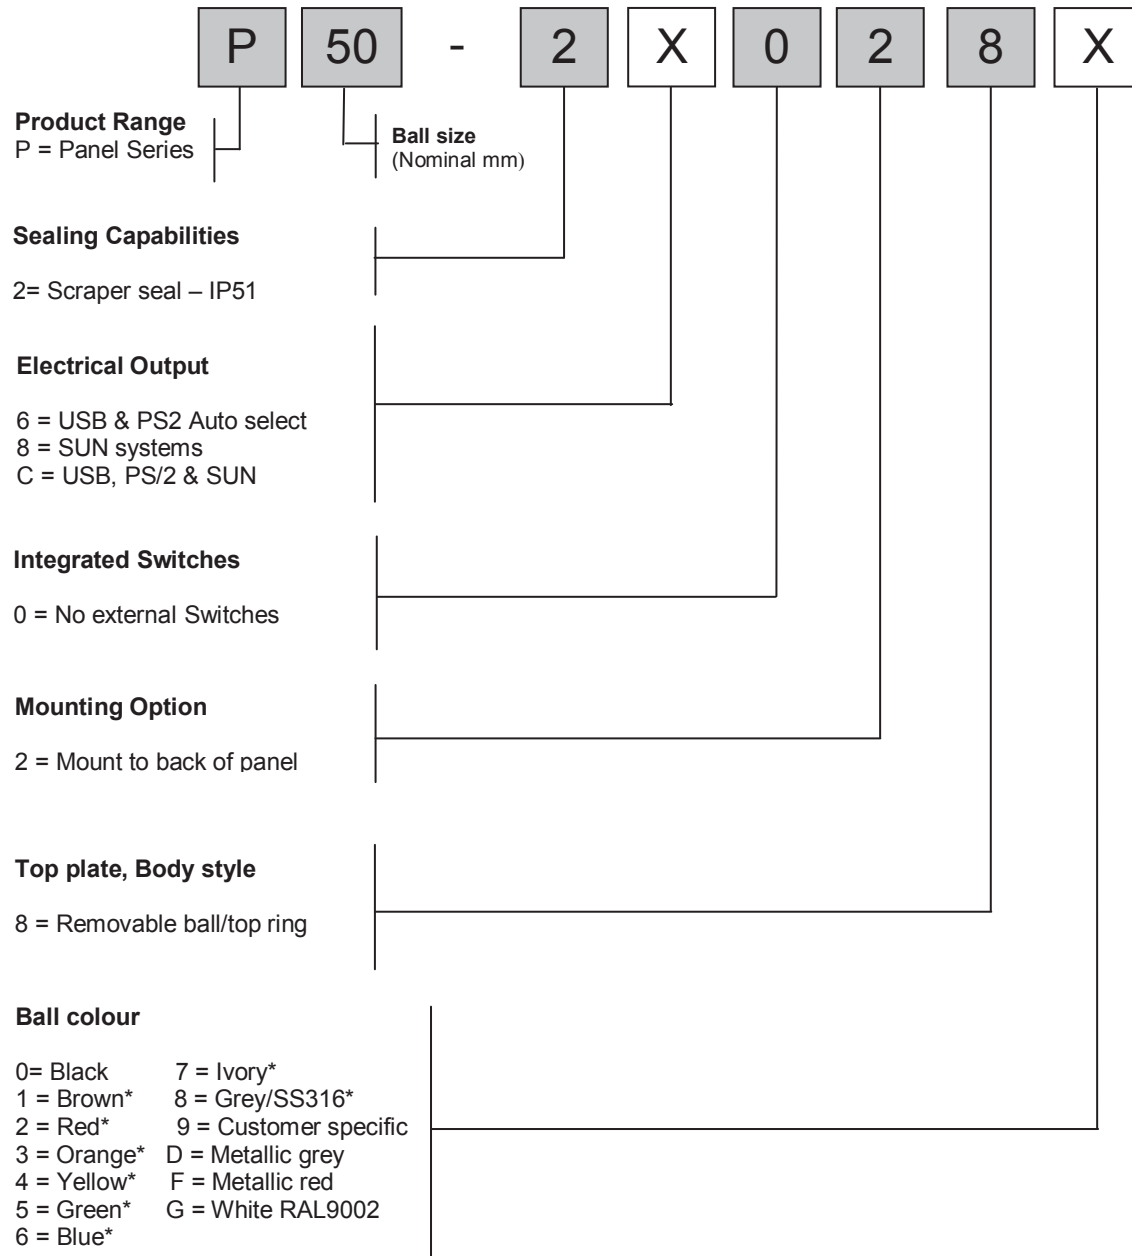 P 50 - 2 X 0 2 8 X
Product Range
P = Panel Series
Ball size
(Nominal mm)
Sealing Capabilities
2= Scraper seal – IP51
Electrical Output
6 = USB & PS2 Auto select
8 = SUN systems
C = USB, PS/2 & SUN
Integrated Switches
0 = No external Switches
Mounting Option
2 = Mount to back of panel
Top plate, Body style
8 = Removable ball/top ring
Ball colour
0= Black 7 = Ivory*
1 = Brown* 8 = Grey/SS316*
2 = Red* 9 = Customer specific
3 = Orange* D = Metallic grey
4 = Yellow* F = Metallic red
5 = Green* G = White RAL9002
6 = Blue*